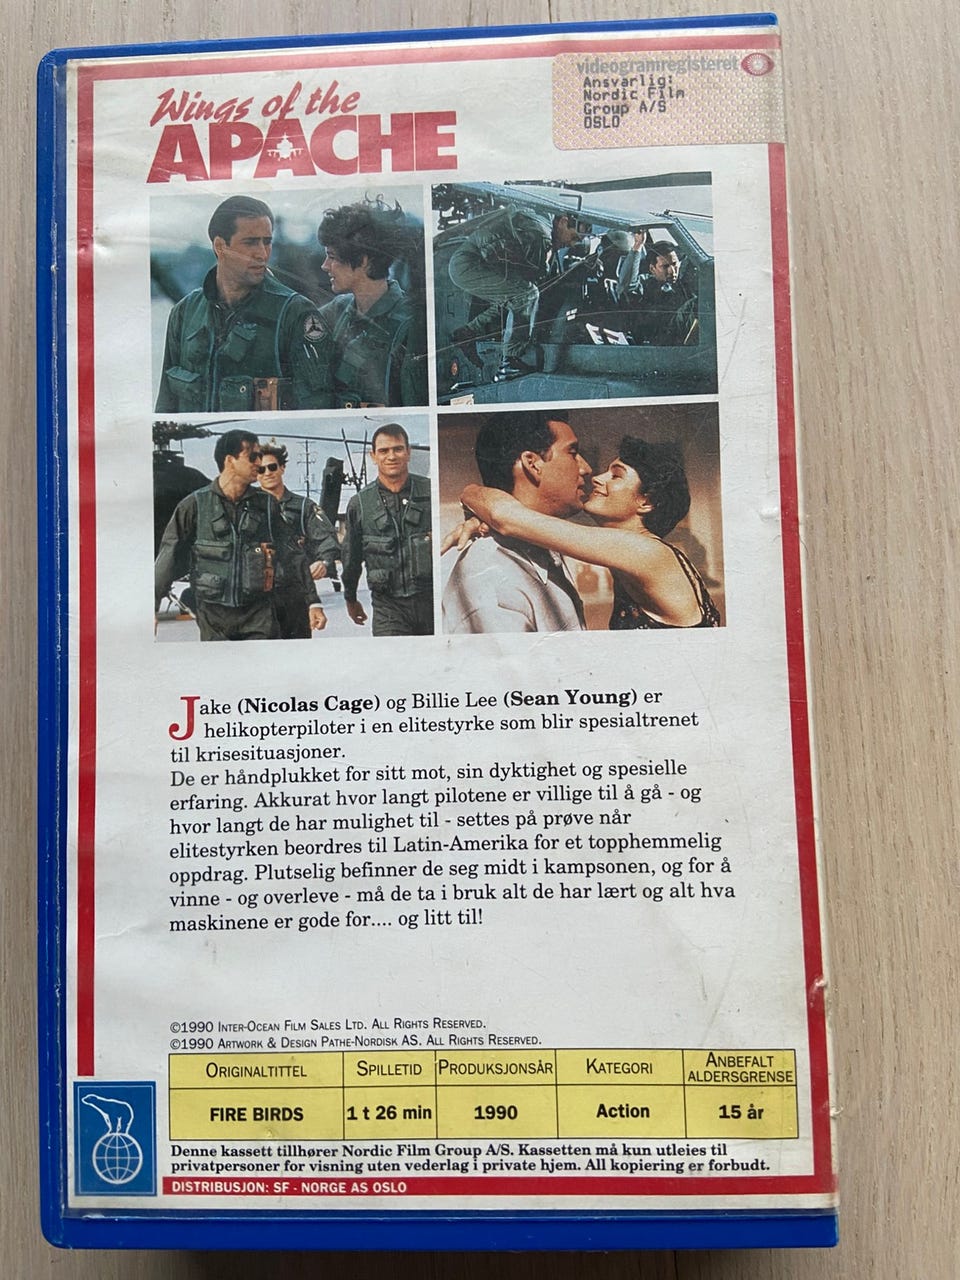 videogramregisteret
Ansvarlig:
Nordic Film
Group A/S
OSLO
Wings of the
APACHE
Jake (Nicolas Cage) og Billie Lee (Sean Young) er
helikopterpiloter i en elitestyrke som blir spesialtrenet
til krisesituasjoner.
De er håndplukket for sitt mot, sin dyktighet og spesielle
erfaring. Akkurat hvor langt pilotene er villige til å gå - og
hvor langt de har mulighet til - settes på prøve når
elitestyrken beordres til Latin-Amerika for et topphemmelig
oppdrag. Plutselig befinner de seg midt i kampsonen, og for å
vinne - og overleve - må de ta i bruk alt de har lært og alt hva
maskinene er gode for.... og litt til!
©1990 INTER-OCEAN FILM SALES LTD. ALL RIGHTS RESERVED.
©1990 ARTWORK & DESIGN PATHE-NORDISK AS. ALL RIGHTS RESERVED.
ORIGINALTITTEL SPILLETID PRODUKSJONSÅR KATEGORI ANBEFALT
ALDERSGRENSE
FIRE BIRDS 1 t 26 min 1990 Action 15 år
Denne kassett tillhører Nordic Film Group A/S. Kassetten må kun utleies til
privatpersoner for visning uten vederlag i private hjem. All kopiering er forbudt.
DISTRIBUSJON: SF - NORGE AS OSLO